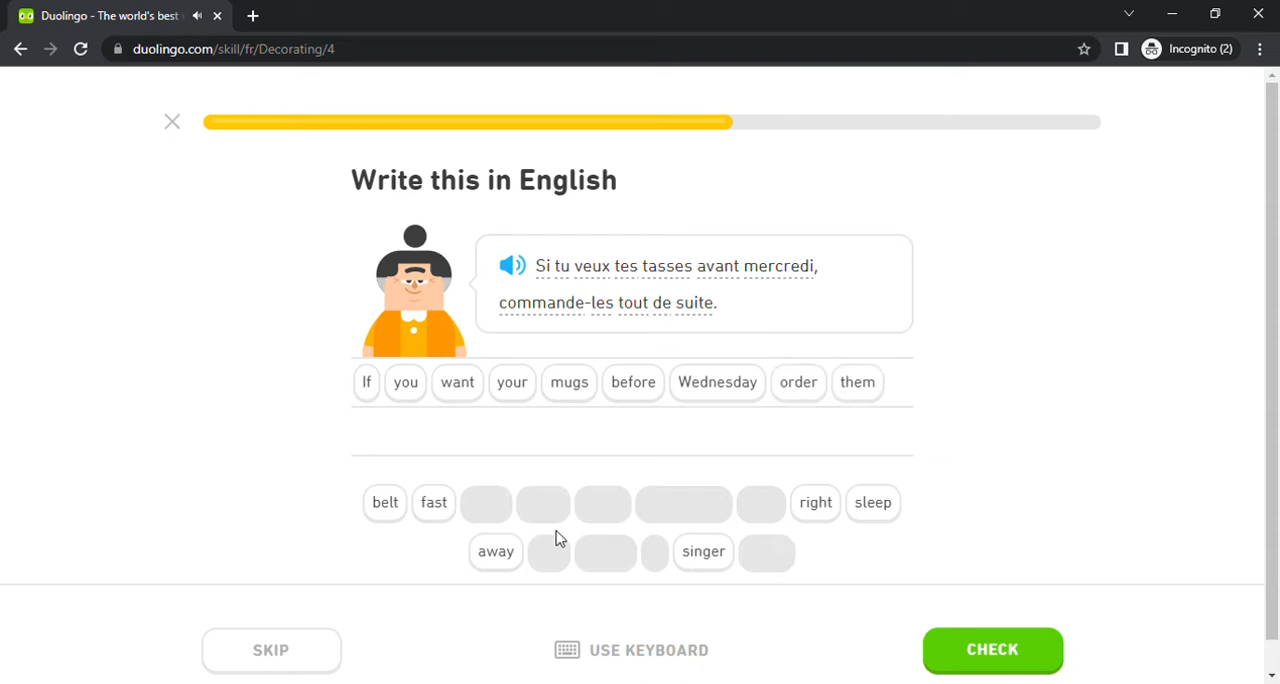 Duolingo - The world's best
duolingo.com/skill/fr/Decorating/4
Incognito (2)
Write this in English
Si tu veux tes tasses avant mercredi,
commande-les tout de suite.
If you want your mugs before Wednesday order them
belt fast right sleep
away singer
SKIP USE KEYBOARD CHECK